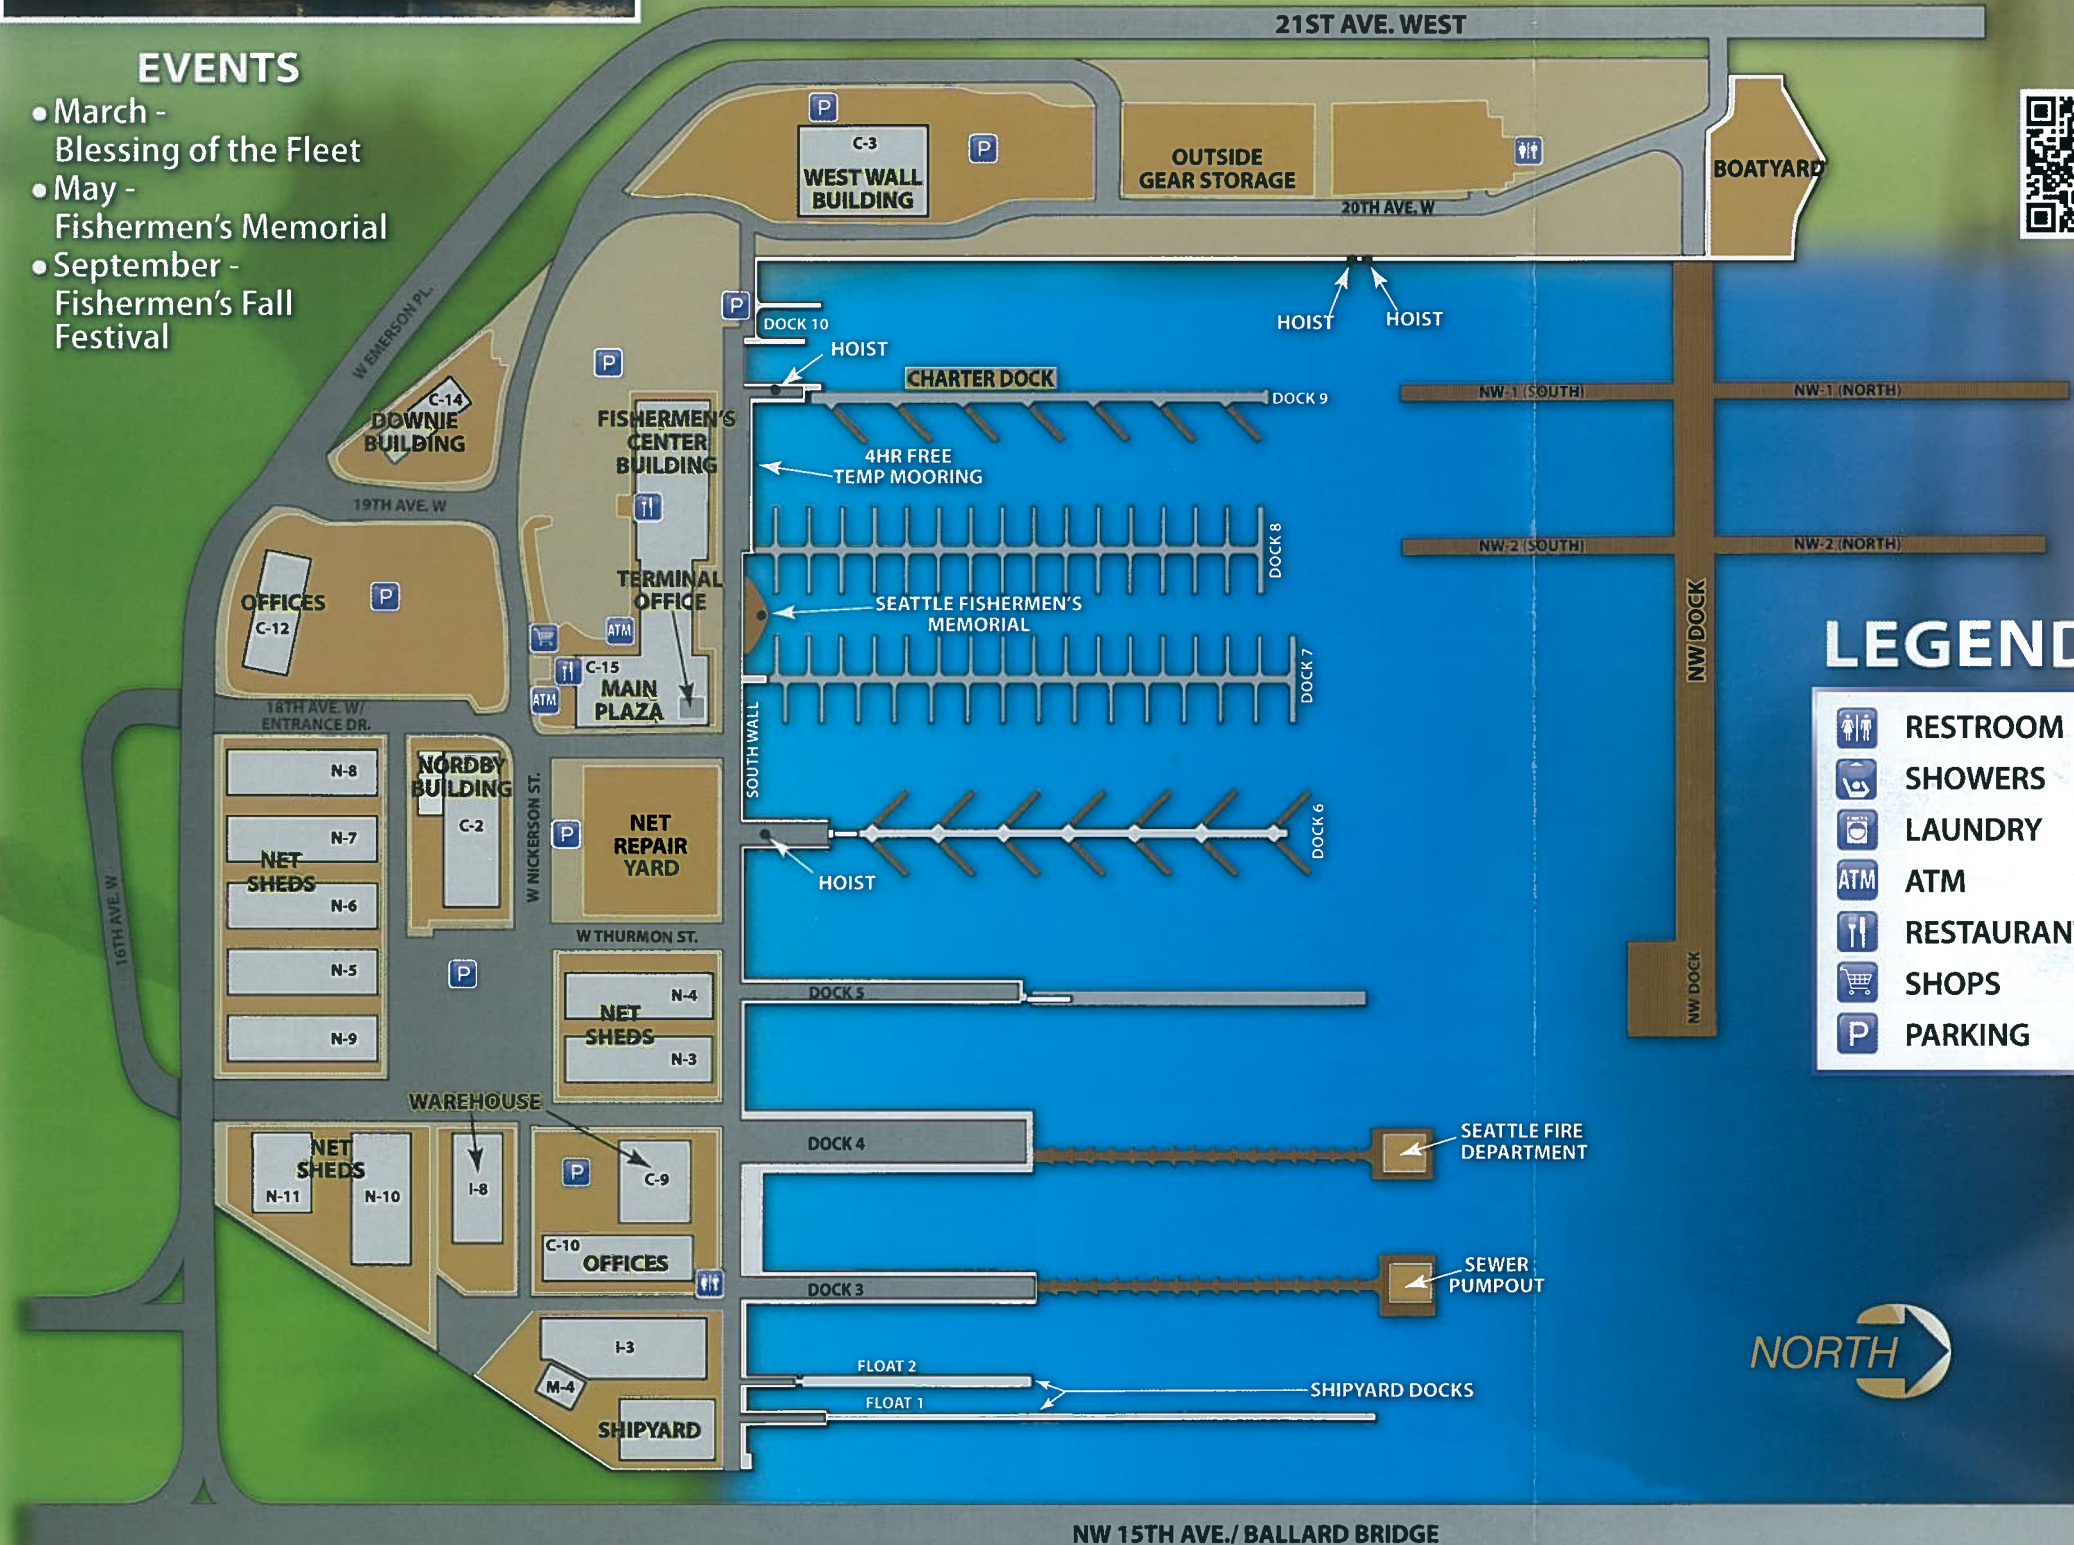 21ST AVE. WEST
EVENTS
• March -
Blessing of the Fleet
• May -
Fishermen's Memorial
• September -
Fishermen's Fall
Festival
P
C-3
WEST WALL
BUILDING
P
OUTSIDE
GEAR STORAGE
20TH AVE. W
BOATYARD
W EMERSON PL.
P
DOCK 10
HOIST
HOIST
HOIST
P
CHARTER DOCK
DOCK 9
NW-1 (SOUTH)
NW-1 (NORTH)
C-14
DOWNIE
BUILDING
FISHERMEN'S
CENTER
BUILDING
4HR FREE
TEMP MOORING
19TH AVE. W
DOCK 8
NW-2 (SOUTH)
NW-2 (NORTH)
OFFICES
C-12
P
TERMINAL
OFFICE
SEATTLE FISHERMEN'S
MEMORIAL
NW DOCK
ATM
C-15
MAIN
PLAZA
ATM
DOCK 7
18TH AVE. W/
ENTRANCE DR.
SOUTH WALL
LEGEND
RESTROOM
SHOWERS
LAUNDRY
ATM
ATM
RESTAURANT
SHOPS
P
PARKING
N-8
N-7
NET
SHEDS
N-6
N-5
N-9
NORDBY
BUILDING
C-2
W NICKERSON ST.
P
NET
REPAIR
YARD
DOCK 6
HOIST
16TH AVE. W
W THURMON ST.
P
N-4
NET
SHEDS
N-3
DOCK 5
NW DOCK
WAREHOUSE
NET
SHEDS
N-11
N-10
I-8
P
C-9
DOCK 4
SEATTLE FIRE
DEPARTMENT
C-10
OFFICES
DOCK 3
SEWER
PUMPOUT
I-3
M-4
SHIPYARD
FLOAT 2
FLOAT 1
SHIPYARD DOCKS
NORTH
NW 15TH AVE./ BALLARD BRIDGE